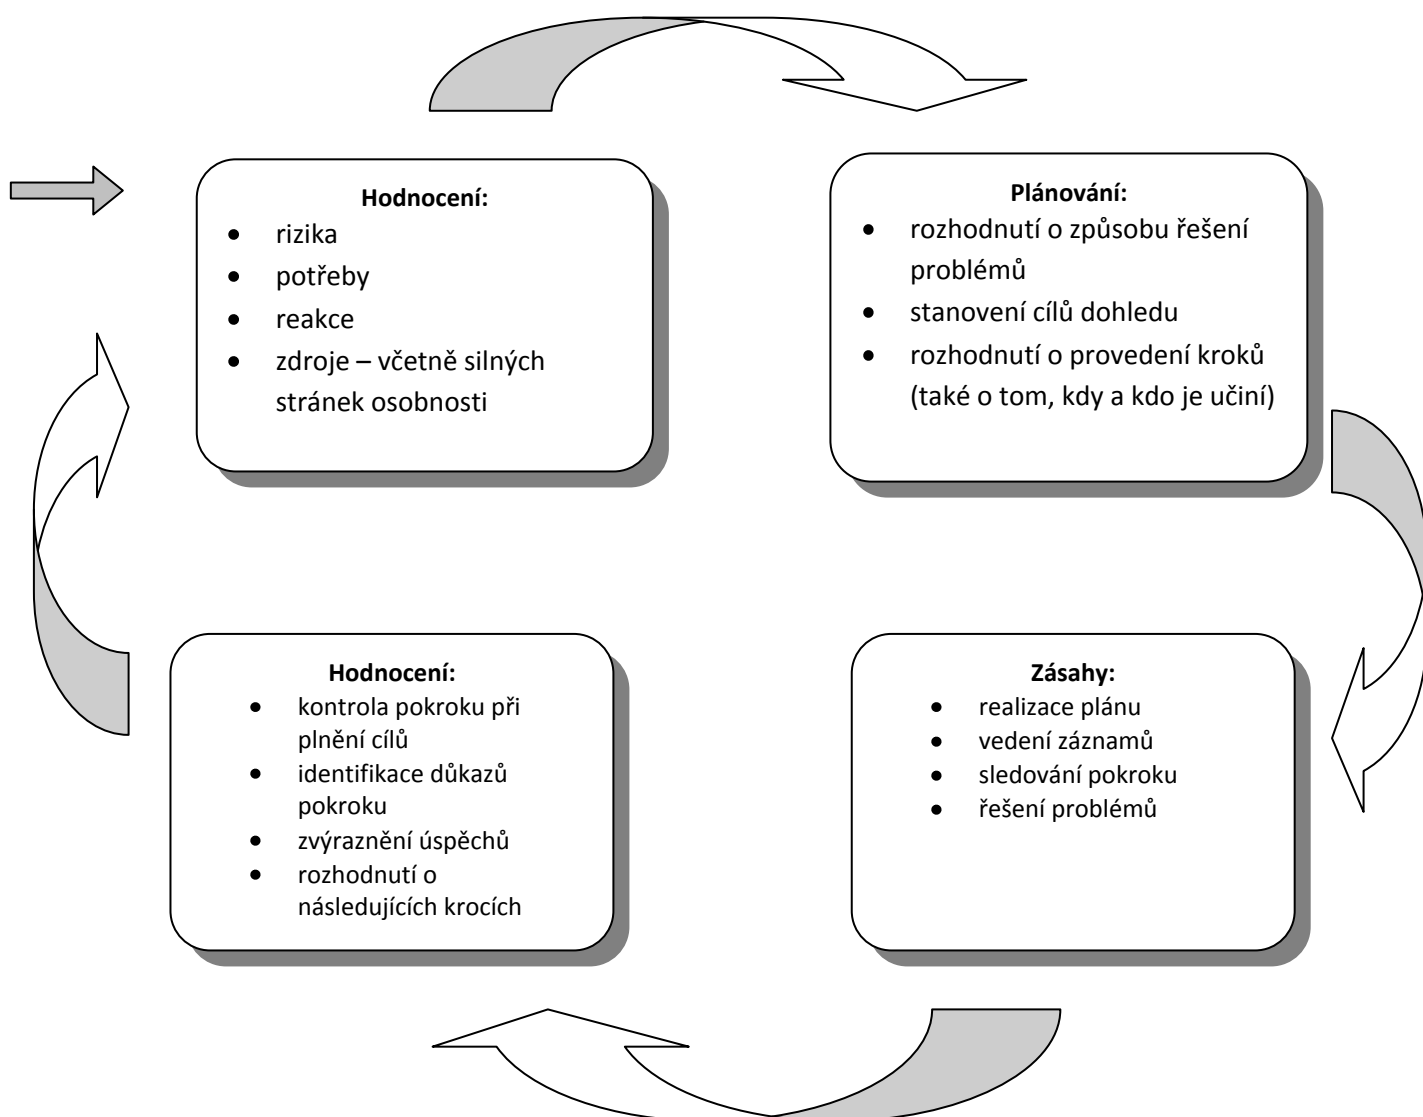 Hodnocení:
• rizika
• potřeby
• reakce
• zdroje – včetně silných
stránek osobnosti
Plánování:
• rozhodnutí o způsobu řešení
problémů
• stanovení cílů dohledu
• rozhodnutí o provedení kroků
(také o tom, kdy a kdo je učiní)
Hodnocení:
• kontrola pokroku při
plnění cílů
• identifikace důkazů
pokroku
• zvýraznění úspěchů
• rozhodnutí o
následujících krocích
Zásahy:
• realizace plánu
• vedení záznamů
• sledování pokroku
• řešení problémů